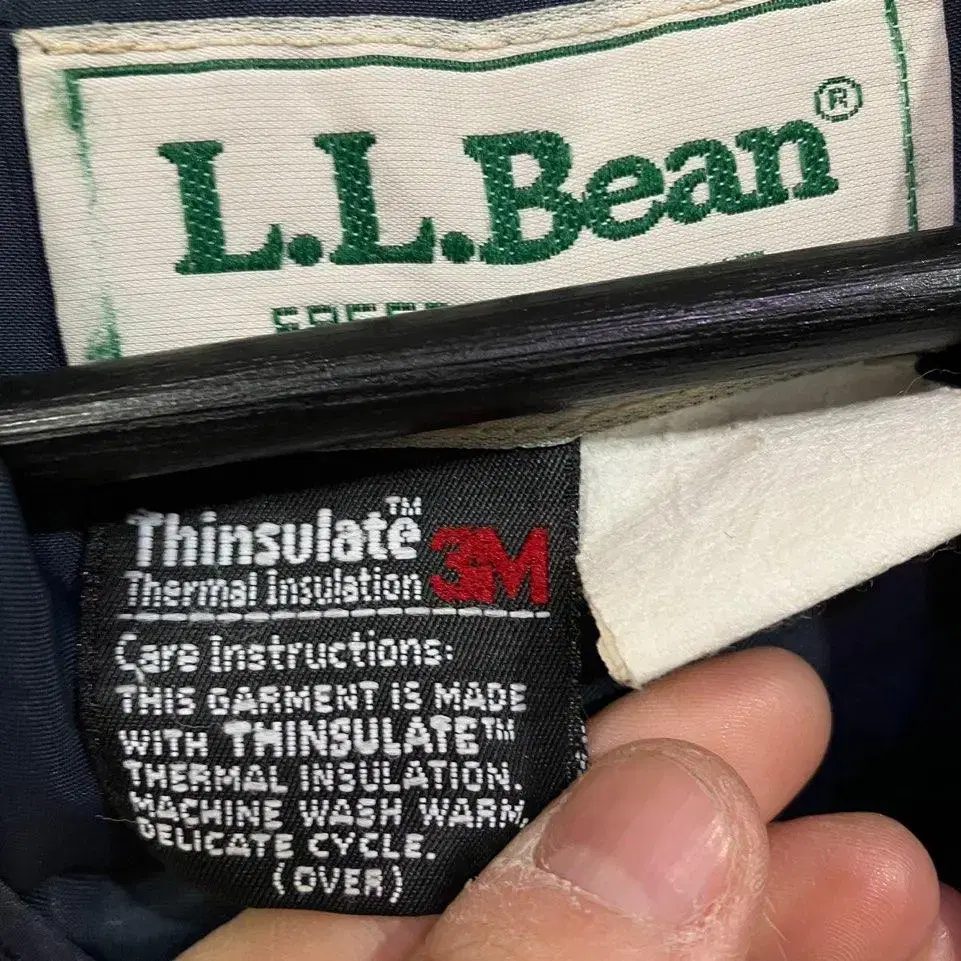 L.L.Bean®
Thinsulate™
Thermal Insulation 3M
Care Instructions:
THIS GARMENT IS MADE
WITH THINSULATE™
THERMAL INSULATION.
MACHINE WASH WARM,
DELICATE CYCLE.
(OVER)